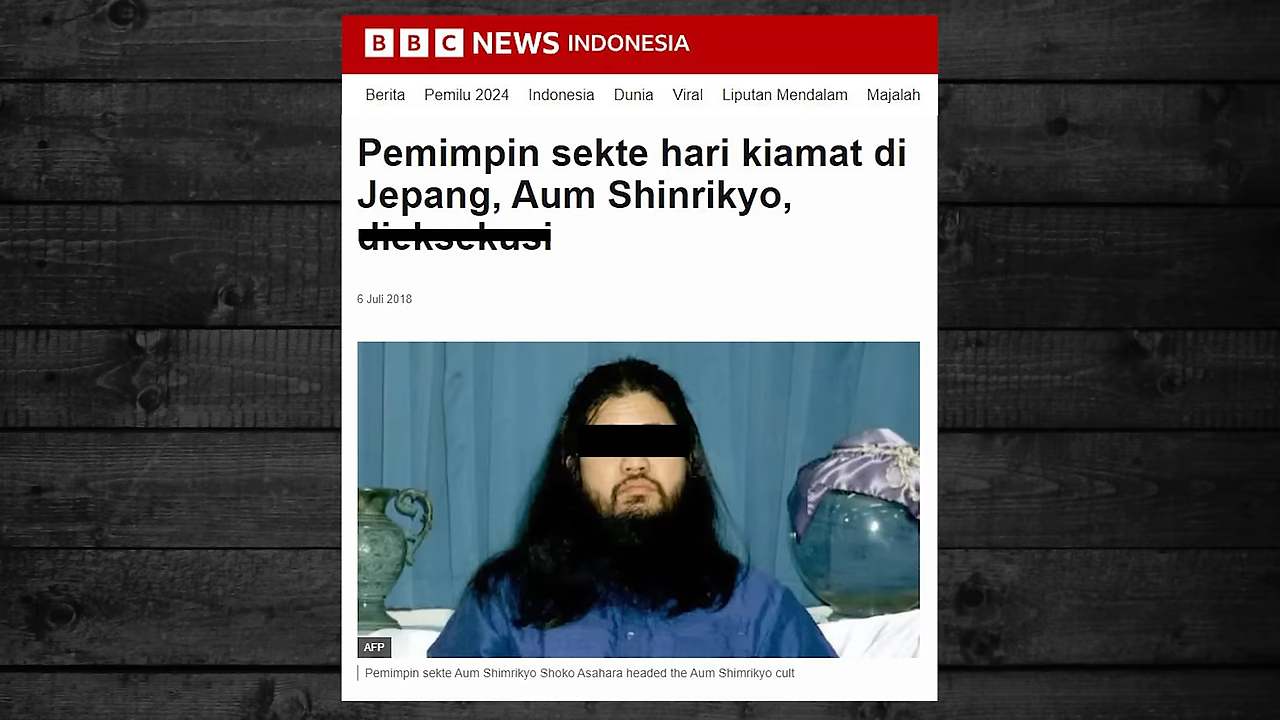 BBC NEWS INDONESIA
Berita Pemilu 2024 Indonesia Dunia Viral Liputan Mendalam Majalah
Pemimpin sekte hari kiamat di
Jepang, Aum Shinrikyo,
dieksekusi
6 Juli 2018
AFP
Pemimpin sekte Aum Shimrikyo Shoko Asahara headed the Aum Shimrikyo cult